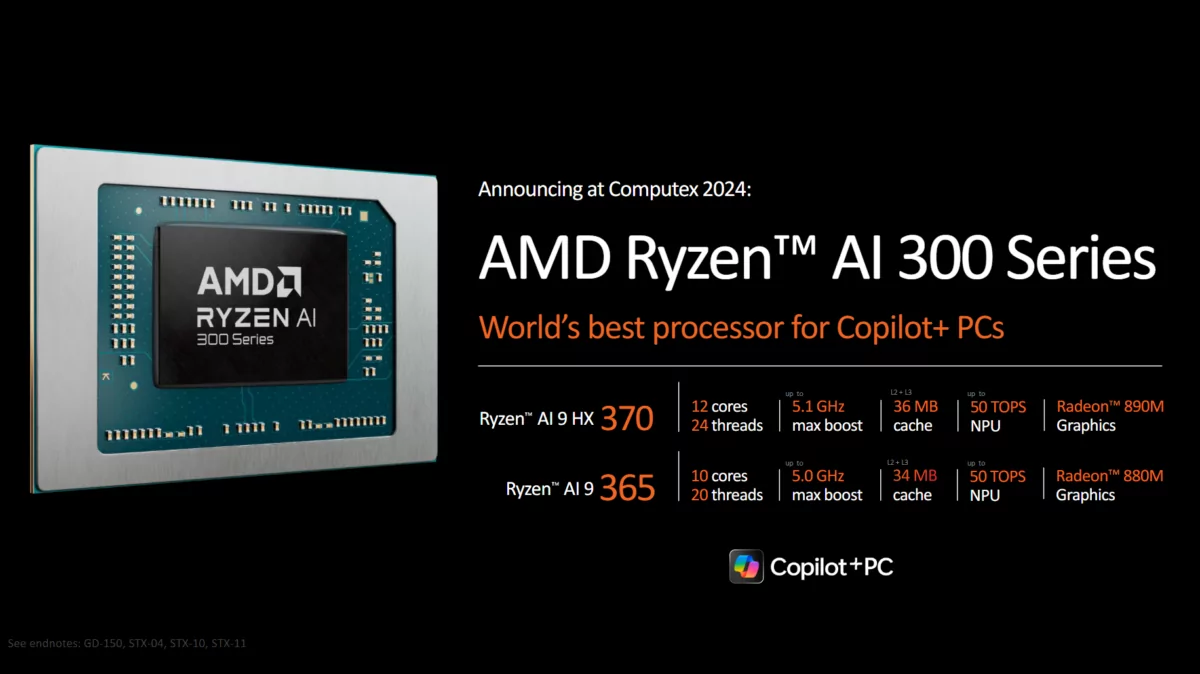 AMD
RYZEN AI
300 Series
Announcing at Computex 2024:
AMD Ryzen™ AI 300 Series
World's best processor for Copilot+ PCs
Ryzen™ AI 9 HX 370
12 cores
24 threads
up to
5.1 GHz
max boost
L2 + L3
36 MB
cache
up to
50 TOPS
NPU
Radeon™ 890M
Graphics
Ryzen™ AI 9 365
10 cores
20 threads
up to
5.0 GHz
max boost
L2 + L3
34 MB
cache
up to
50 TOPS
NPU
Radeon™ 880M
Graphics
Copilot+PC
See endnotes: GD-150, STX-04, STX-10, STX-11